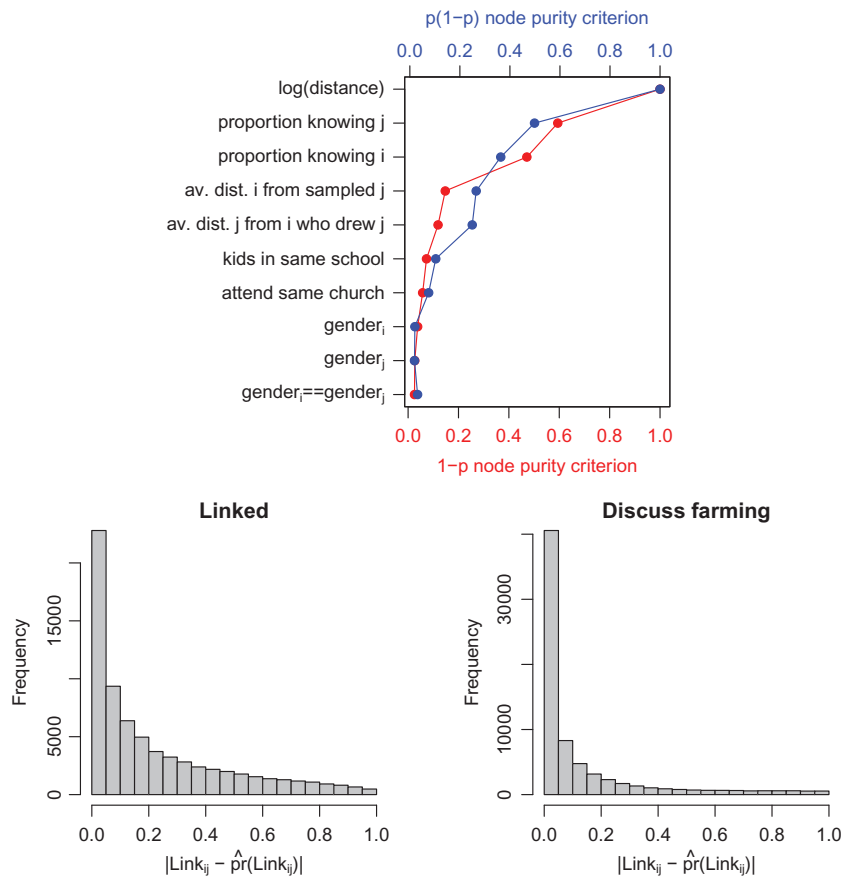 p(1−p) node purity criterion
0.0 0.2 0.4 0.6 0.8 1.0
log(distance)
proportion knowing j
proportion knowing i
av. dist. i from sampled j
av. dist. j from i who drew j
kids in same school
attend same church
genderᵢ
genderⱼ
genderᵢ==genderⱼ
0.0 0.2 0.4 0.6 0.8 1.0
1−p node purity criterion
Linked
Frequency
0 5000 15000
0.0 0.2 0.4 0.6 0.8 1.0
|Linkᵢⱼ − p̂r(Linkᵢⱼ)|
Discuss farming
Frequency
0 10000 30000
0.0 0.2 0.4 0.6 0.8 1.0
|Linkᵢⱼ − p̂r(Linkᵢⱼ)|